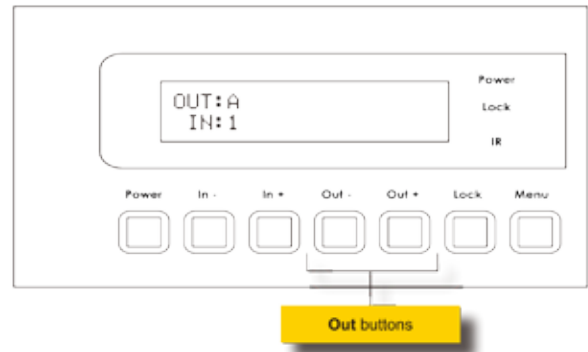 OUT:A
IN:1
Power
Lock
IR
Power In - In + Out - Out + Lock Menu
Out buttons